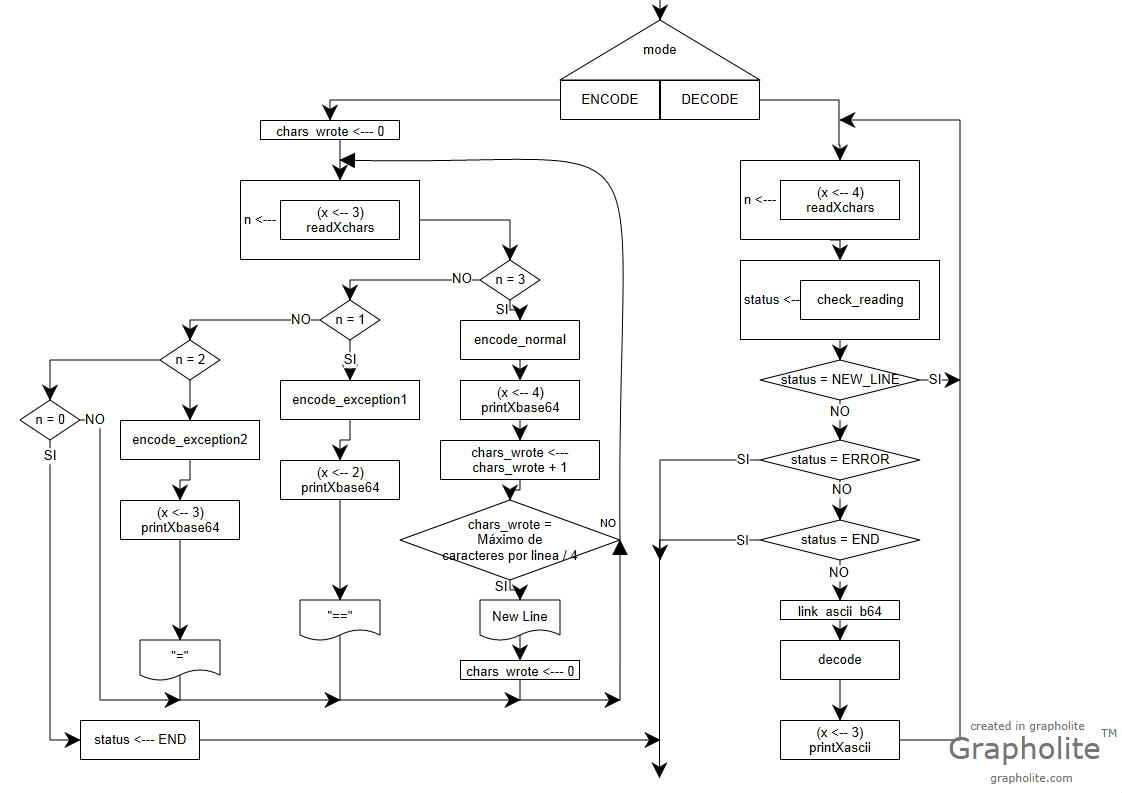 mode
ENCODE
DECODE
chars_wrote <--- 0
n <---
(x <-- 3)
readXchars
n <---
(x <-- 4)
readXchars
n = 3
NO
SI
n = 1
NO
SI
n = 2
n = 0
NO
SI
encode_normal
(x <-- 4)
printXbase64
chars_wrote <---
chars_wrote + 1
chars_wrote =
Máximo de
caracteres por linea / 4
NO
SI
New Line
chars_wrote <--- 0
encode_exception1
(x <-- 2)
printXbase64
"=="
encode_exception2
(x <-- 3)
printXbase64
"="
status <--- END
status <--
check_reading
status = NEW_LINE
SI
NO
status = ERROR
SI
NO
status = END
SI
NO
link_ascii_b64
decode
(x <-- 3)
printXascii
created in grapholite
Grapholite™
grapholite.com